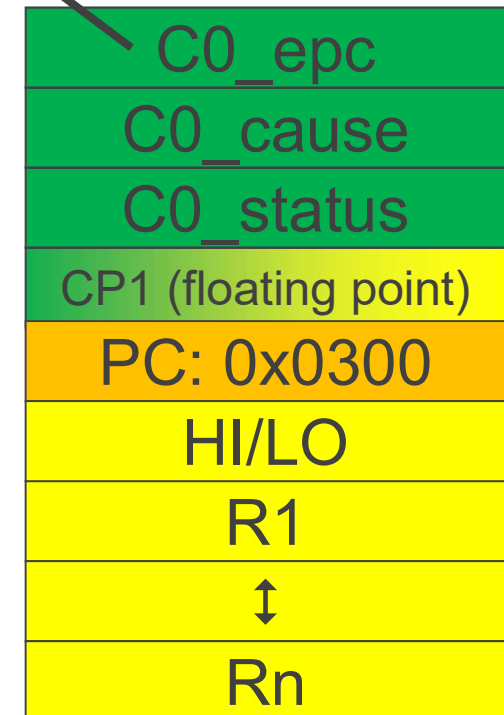 C0_epc
C0_cause
C0_status
CP1 (floating point)
PC: 0x0300
HI/LO
R1
↕
Rn